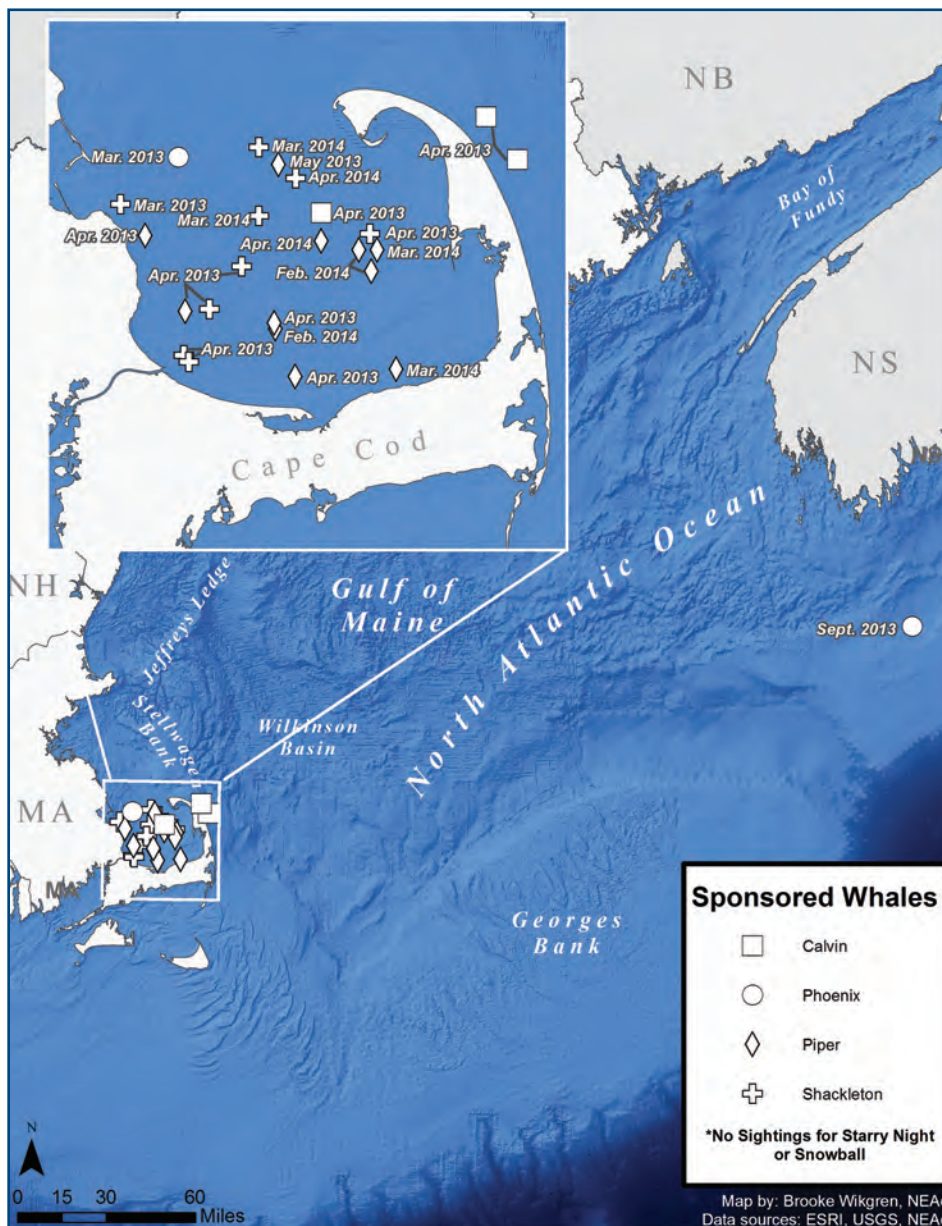 NB
Mar. 2014
Apr. 2013
Mar. 2013
May 2013
Apr. 2014
Bay of
Fundy
Mar. 2013
Mar. 2014
Apr. 2013
Apr. 2013
Apr. 2014
Apr. 2013
Mar. 2014
Apr. 2013
Feb. 2014
Apr. 2013
Feb. 2014
Apr. 2013
Apr. 2013
Mar. 2014
NS
Cape Cod
NH
Jeffreys Ledge
Gulf of
Maine
North Atlantic Ocean
Sept. 2013
Stellwagen
Bank
Wilkinson
Basin
MA
MA
Georges
Bank
Sponsored Whales
Calvin
Phoenix
Piper
Shackleton
*No Sightings for Starry Night
or Snowball
N
0 15 30 60
Miles
Map by: Brooke Wikgren, NEA
Data sources: ESRI, USGS, NEA